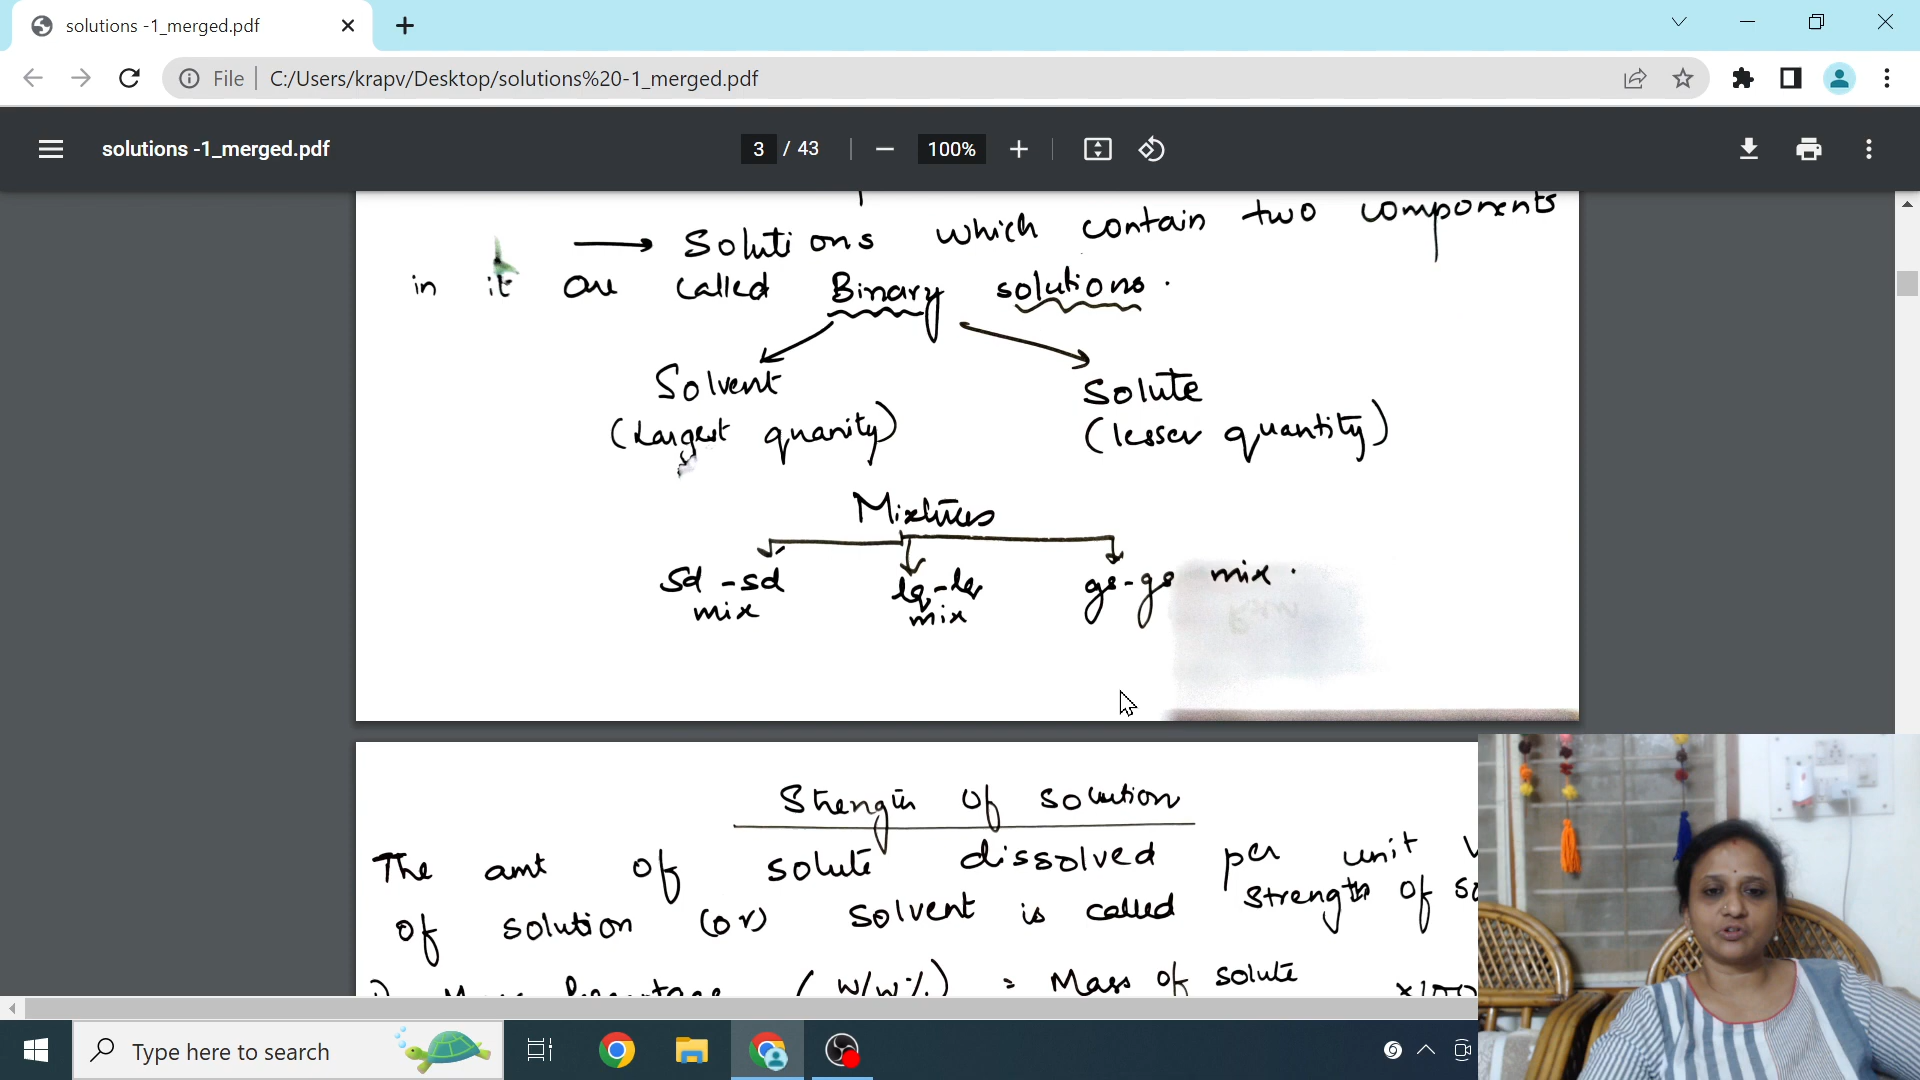 solutions -1_merged.pdf
File C:/Users/krapv/Desktop/solutions%20-1_merged.pdf
solutions -1_merged.pdf
3 / 43
100%
Solutions which contain two components
in it are called Binary solutions.
Solvent
Solute
(Largest quanity)
(lesser quantity)
Mixtures
sd - sd
mix
lq - lq
mix
gs - gs mix.
Strength of solution
The amt of solute dissolved per unit
of solution (or) solvent is called strength of
(w/w%) = Mass of solute
x100
Type here to search